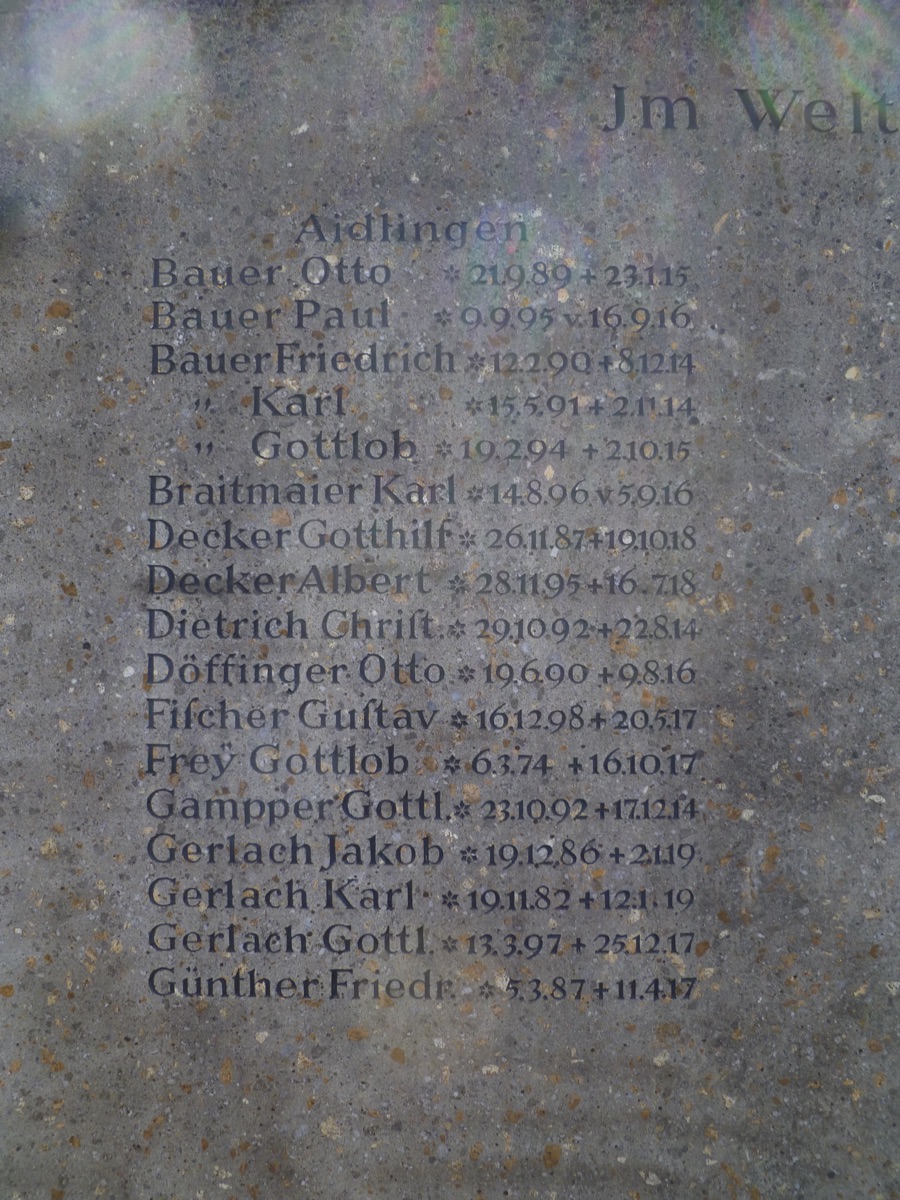 Jm Welt
Aidlingen
Bauer Otto * 21.9.89 + 23.1.15
Bauer Paul * 9.9.95 v. 16.9.16
Bauer Friedrich * 12.2.90 + 8.12.14
" Karl * 15.5.91 + 2.11.14
" Gottlob * 19.2.94 + 2.10.15
Braitmaier Karl * 14.8.96 v 5.9.16
Decker Gotthilf * 26.11.87 + 19.10.18
Decker Albert * 28.11.95 + 16.7.18
Dietrich Chriſt. * 29.10.92 + 22.8.14
Döffinger Otto * 19.6.90 + 9.8.16
Fiſcher Guſtav * 16.12.98 + 20.5.17
Freÿ Gottlob * 6.3.74 + 16.10.17
Gampper Gottl. * 23.10.92 + 17.12.14
Gerlach Jakob * 19.12.86 + 2.1.19
Gerlach Karl * 19.11.82 + 12.1.19
Gerlach Gottl. * 13.3.97 + 25.12.17
Günther Friedr. * 5.3.87 + 11.4.17